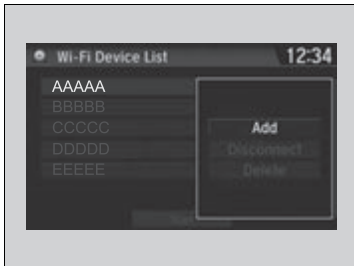 Wi-Fi Device List 12:34
AAAAA
BBBBB
CCCCC
DDDDD
EEEEE
Add
Disconnect
Delete